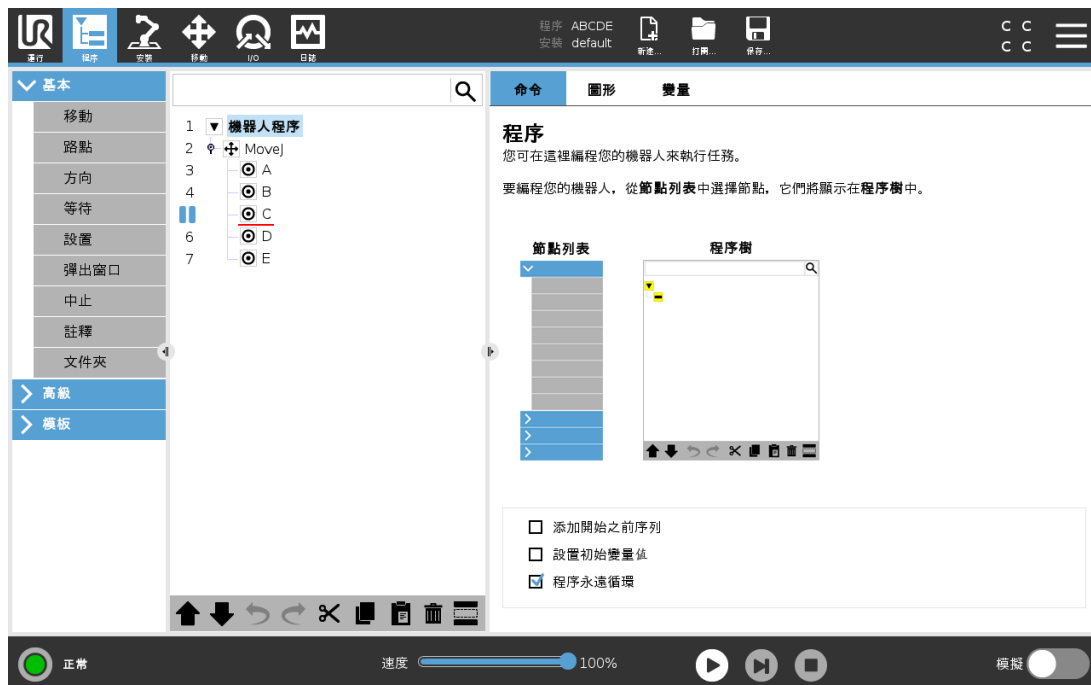 程序 ABCDE
安裝 default
C C
C C
運行
程序
安裝
移動
I/O
日誌
新建...
打開...
保存...
基本
移動
路點
方向
等待
設置
彈出窗口
中止
註釋
文件夾
高級
模板
1 機器人程序
2 MoveJ
3 A
4 B
C
6 D
7 E
命令 圖形 變量
程序
您可在這裡編程您的機器人來執行任務。
要編程您的機器人，從節點列表中選擇節點，它們將顯示在程序樹中。
節點列表
程序樹
添加開始之前序列
設置初始變量值
程序永遠循環
正常
速度
100%
模擬